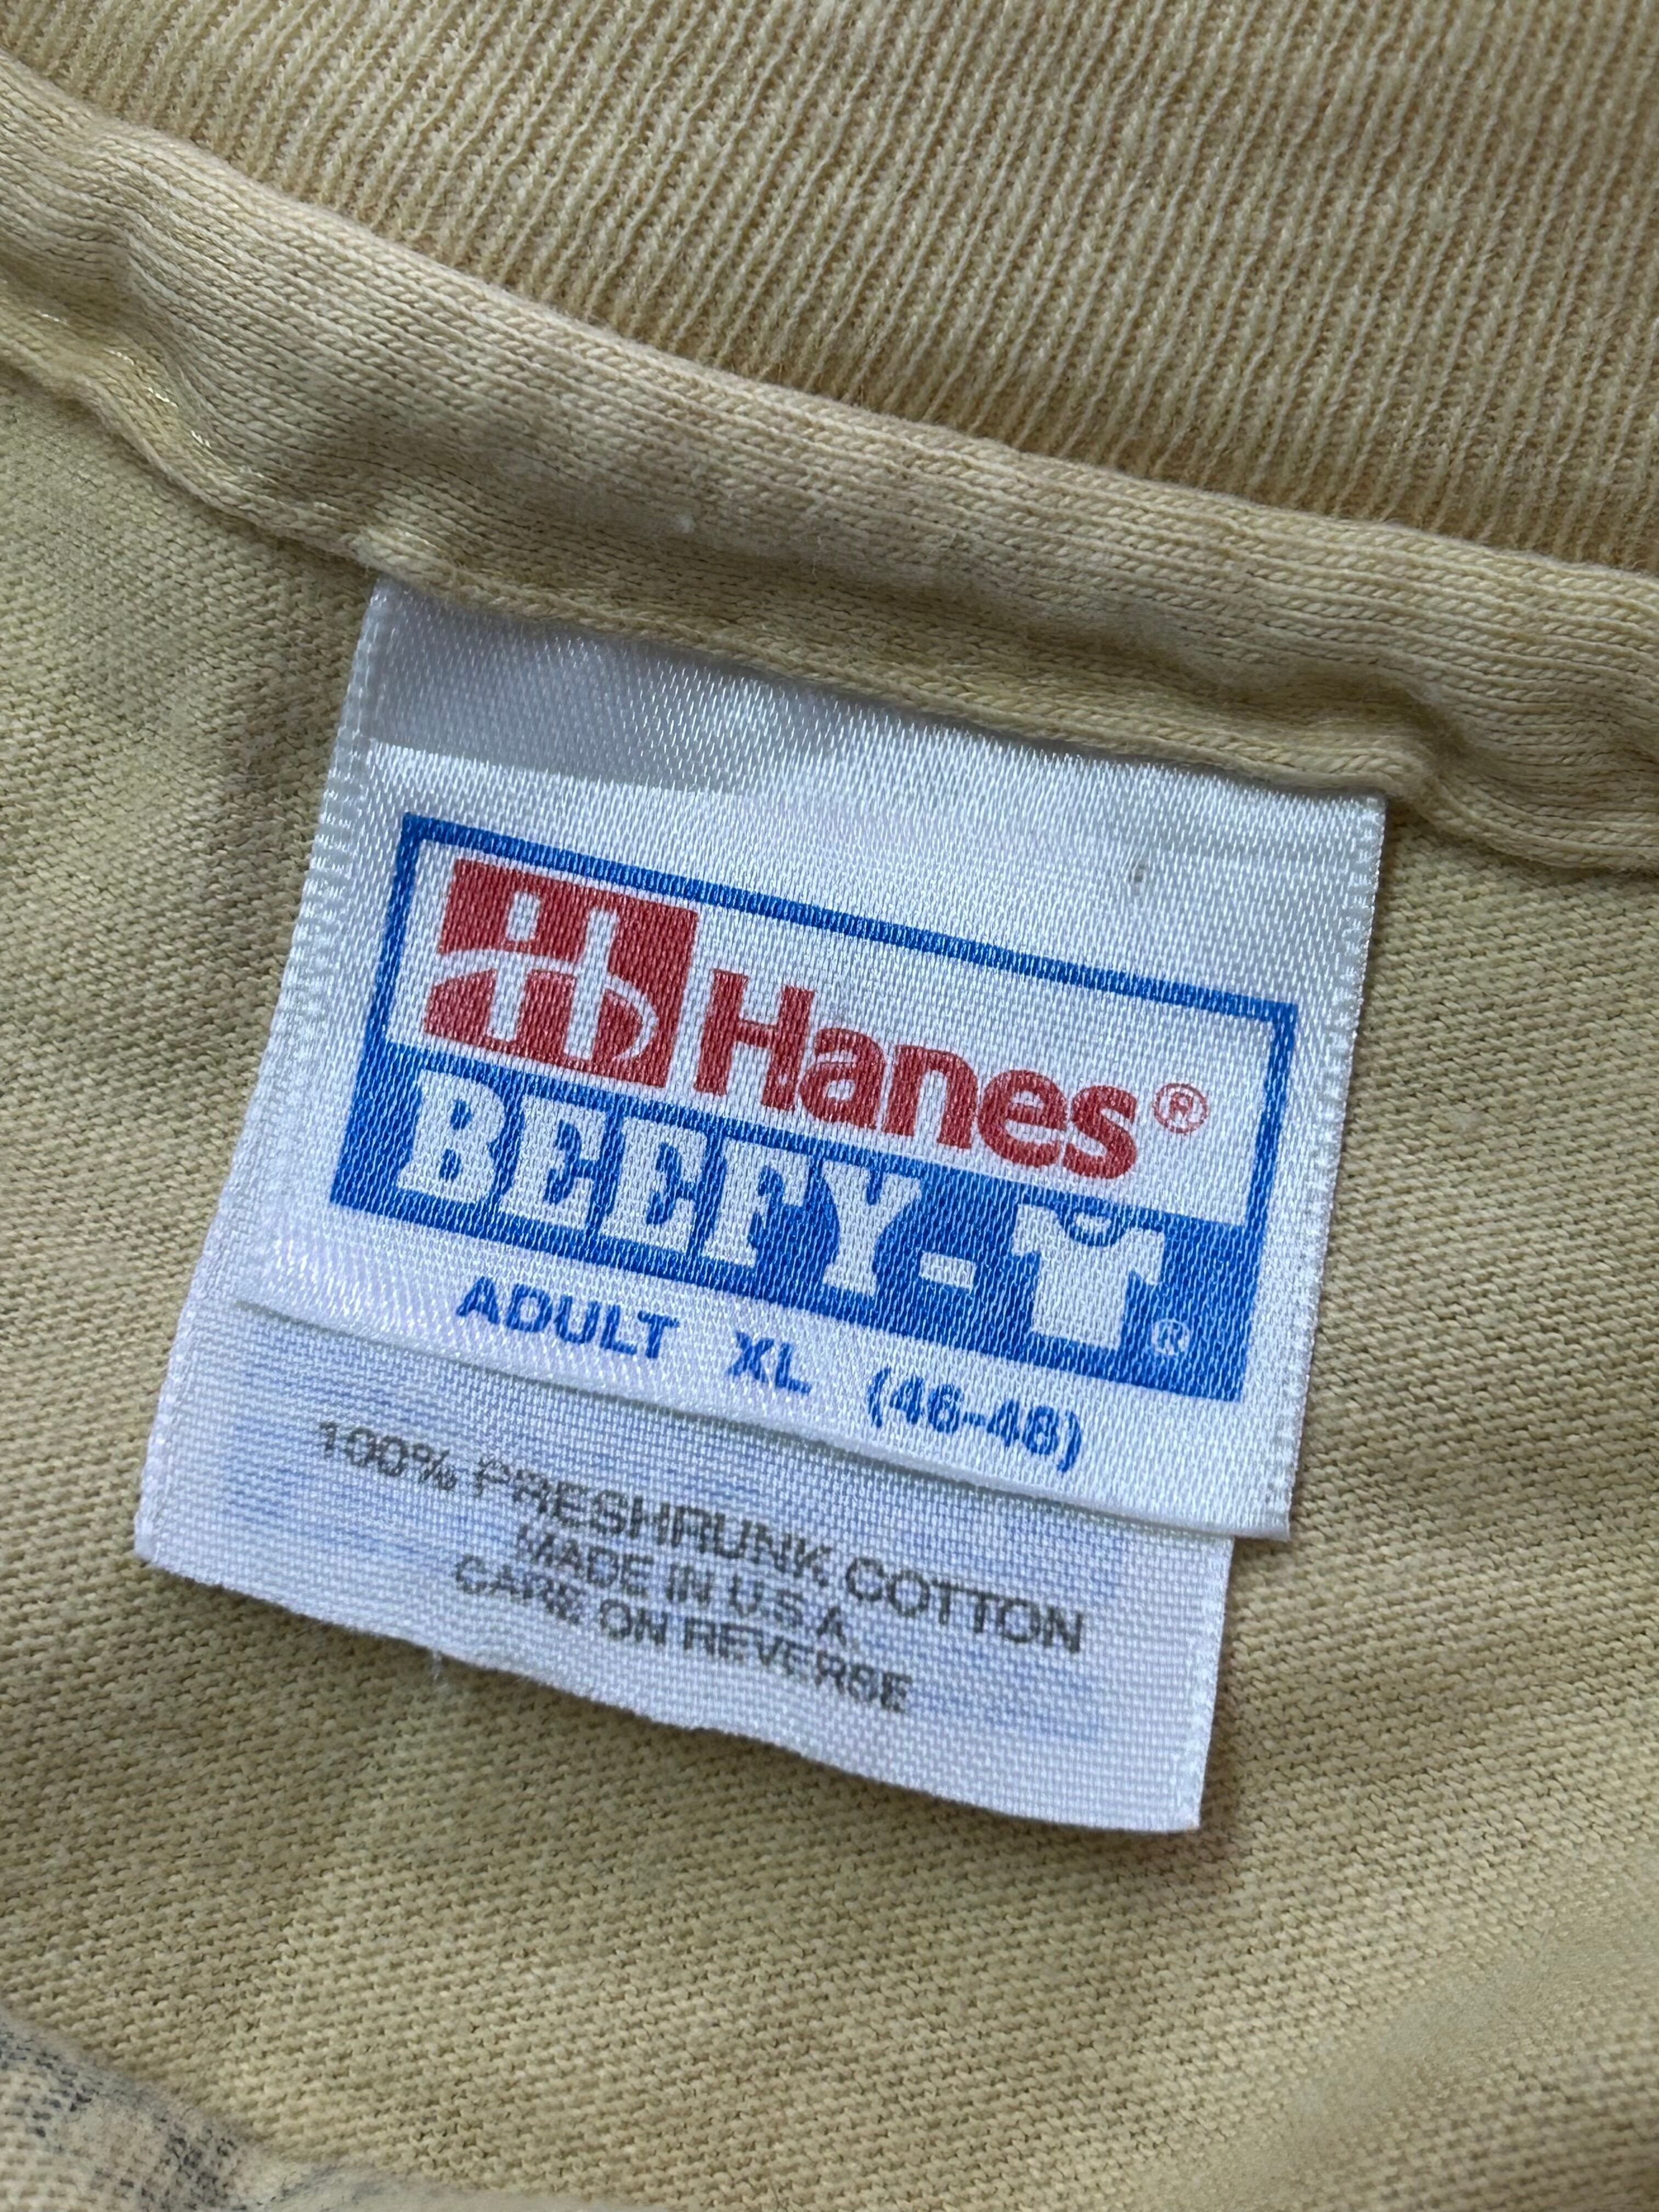 Hanes®
BEEFY-T®
ADULT XL (46-48)
100% PRESHRUNK COTTON
MADE IN U.S.A.
CARE ON REVERSE